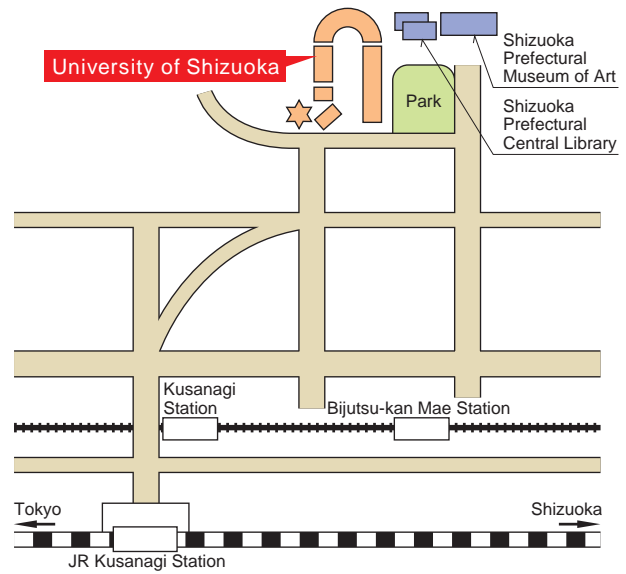 University of Shizuoka
Shizuoka
Prefectural
Museum of Art
Park
Shizuoka
Prefectural
Central Library
Kusanagi
Station
Bijutsu-kan Mae Station
Tokyo
Shizuoka
JR Kusanagi Station